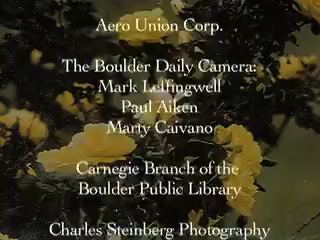 Aero Union Corp.
The Boulder Daily Camera:
Mark Leffingwell
Paul Aiken
Marty Caivano
Carnegie Branch of the
Boulder Public Library
Charles Steinberg Photography